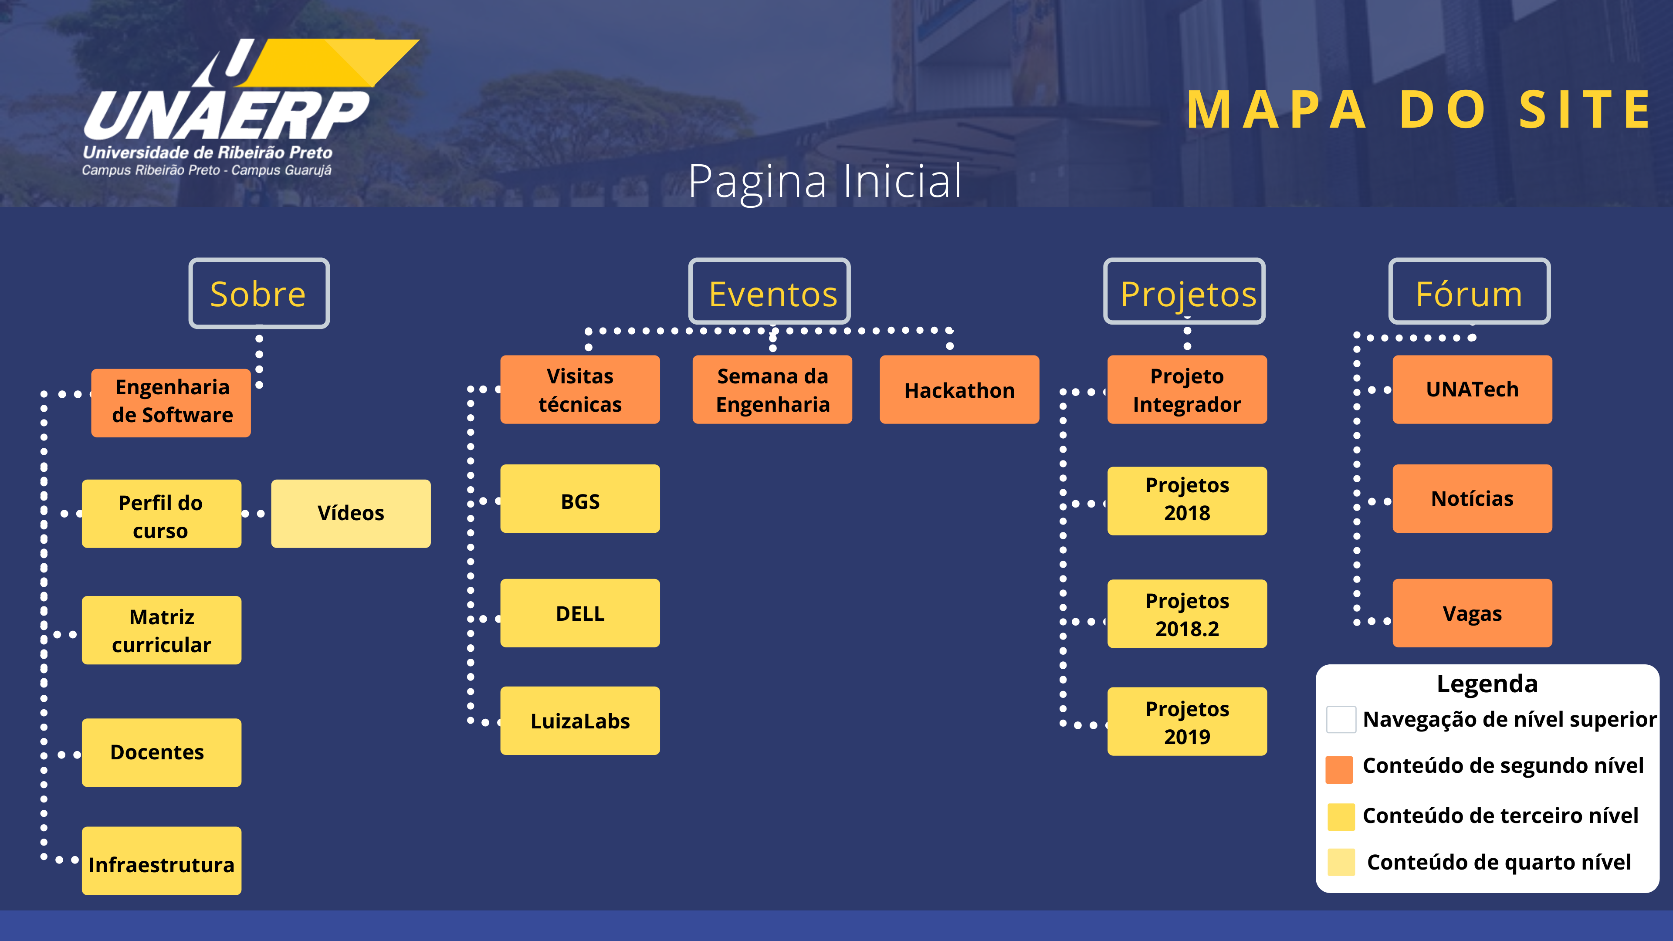 UNAERP
Universidade de Ribeirão Preto
Campus Ribeirão Preto - Campus Guarujá
MAPA DO SITE
Pagina Inicial
Sobre
Engenharia
de Software
Perfil do
curso
Vídeos
Matriz
curricular
Docentes
Infraestrutura
Eventos
Visitas
técnicas
Semana da
Engenharia
Hackathon
BGS
DELL
LuizaLabs
Projetos
Projeto
Integrador
Projetos
2018
Projetos
2018.2
Projetos
2019
Fórum
UNATech
Notícias
Vagas
Legenda
Navegação de nível superior
Conteúdo de segundo nível
Conteúdo de terceiro nível
Conteúdo de quarto nível